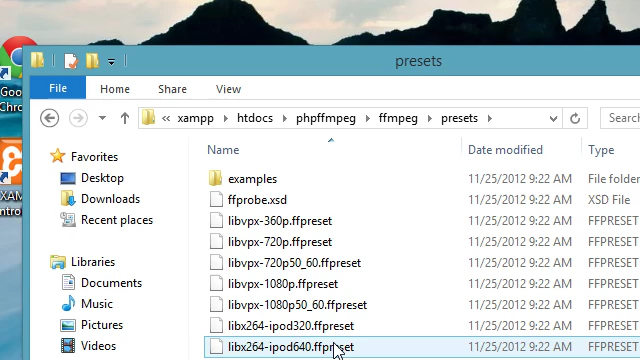 presets
Goo
Chro
File Home Share View
« xampp htdocs phpffmpeg ffmpeg presets Search
Name Date modified Type
Favorites
Desktop
Downloads
Recent places
Libraries
Documents
Music
Pictures
Videos
XAM
ntro
examples 11/25/2012 9:22 AM File folder
ffprobe.xsd 11/25/2012 9:22 AM XSD File
libvpx-360p.ffpreset 11/25/2012 9:22 AM FFPRESET
libvpx-720p.ffpreset 11/25/2012 9:22 AM FFPRESET
libvpx-720p50_60.ffpreset 11/25/2012 9:22 AM FFPRESET
libvpx-1080p.ffpreset 11/25/2012 9:22 AM FFPRESET
libvpx-1080p50_60.ffpreset 11/25/2012 9:22 AM FFPRESET
libx264-ipod320.ffpreset 11/25/2012 9:22 AM FFPRESET
libx264-ipod640.ffpreset 11/25/2012 9:22 AM FFPRESET